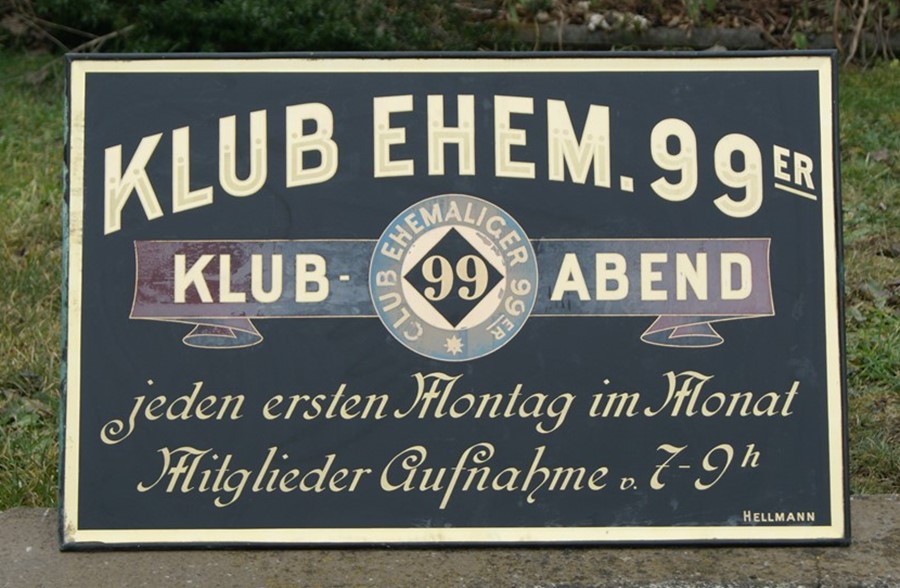 KLUB EHEM. 99ER
KLUB- ABEND
CLUB EHEMALIGER 99ER
99
jeden ersten Montag im Monat
Mitglieder Aufnahme v. 7-9h
HELLMANN